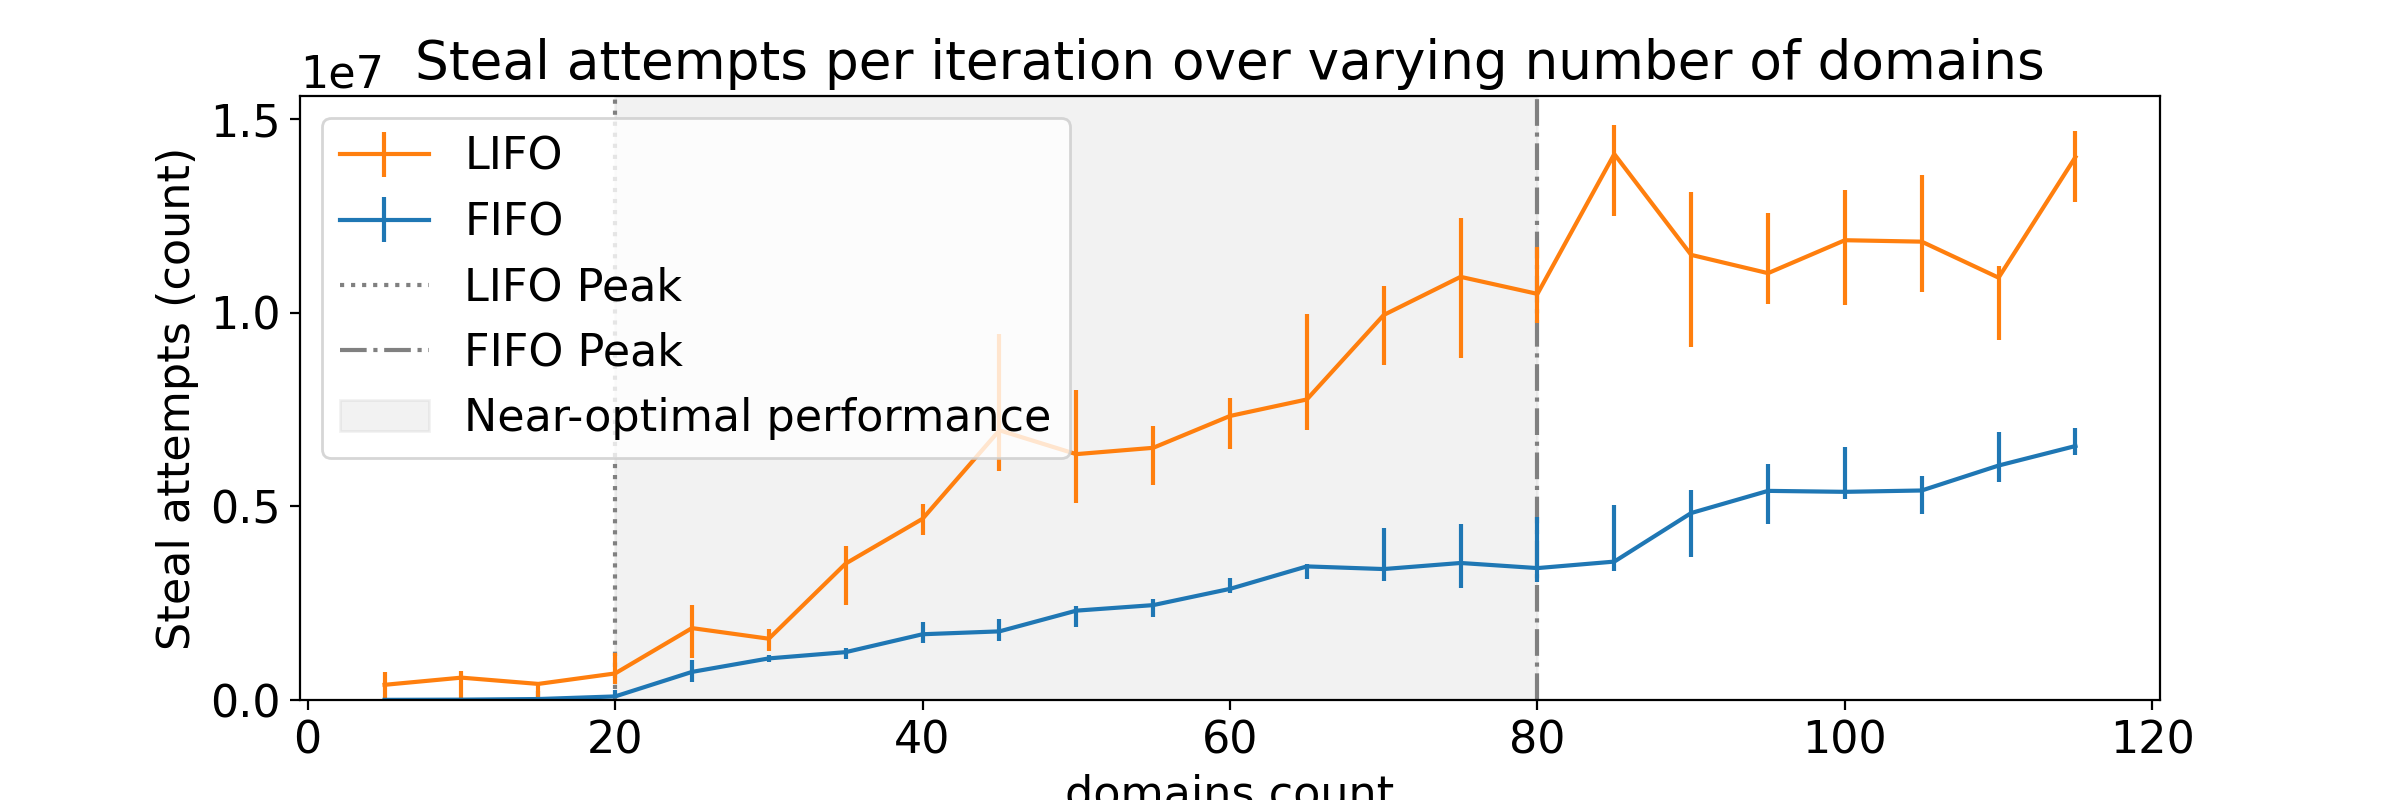 Steal attempts per iteration over varying number of domains
1e7
1.5
1.0
0.5
0.0
Steal attempts (count)
LIFO
FIFO
LIFO Peak
FIFO Peak
Near-optimal performance
0 20 40 60 80 100 120
domains count